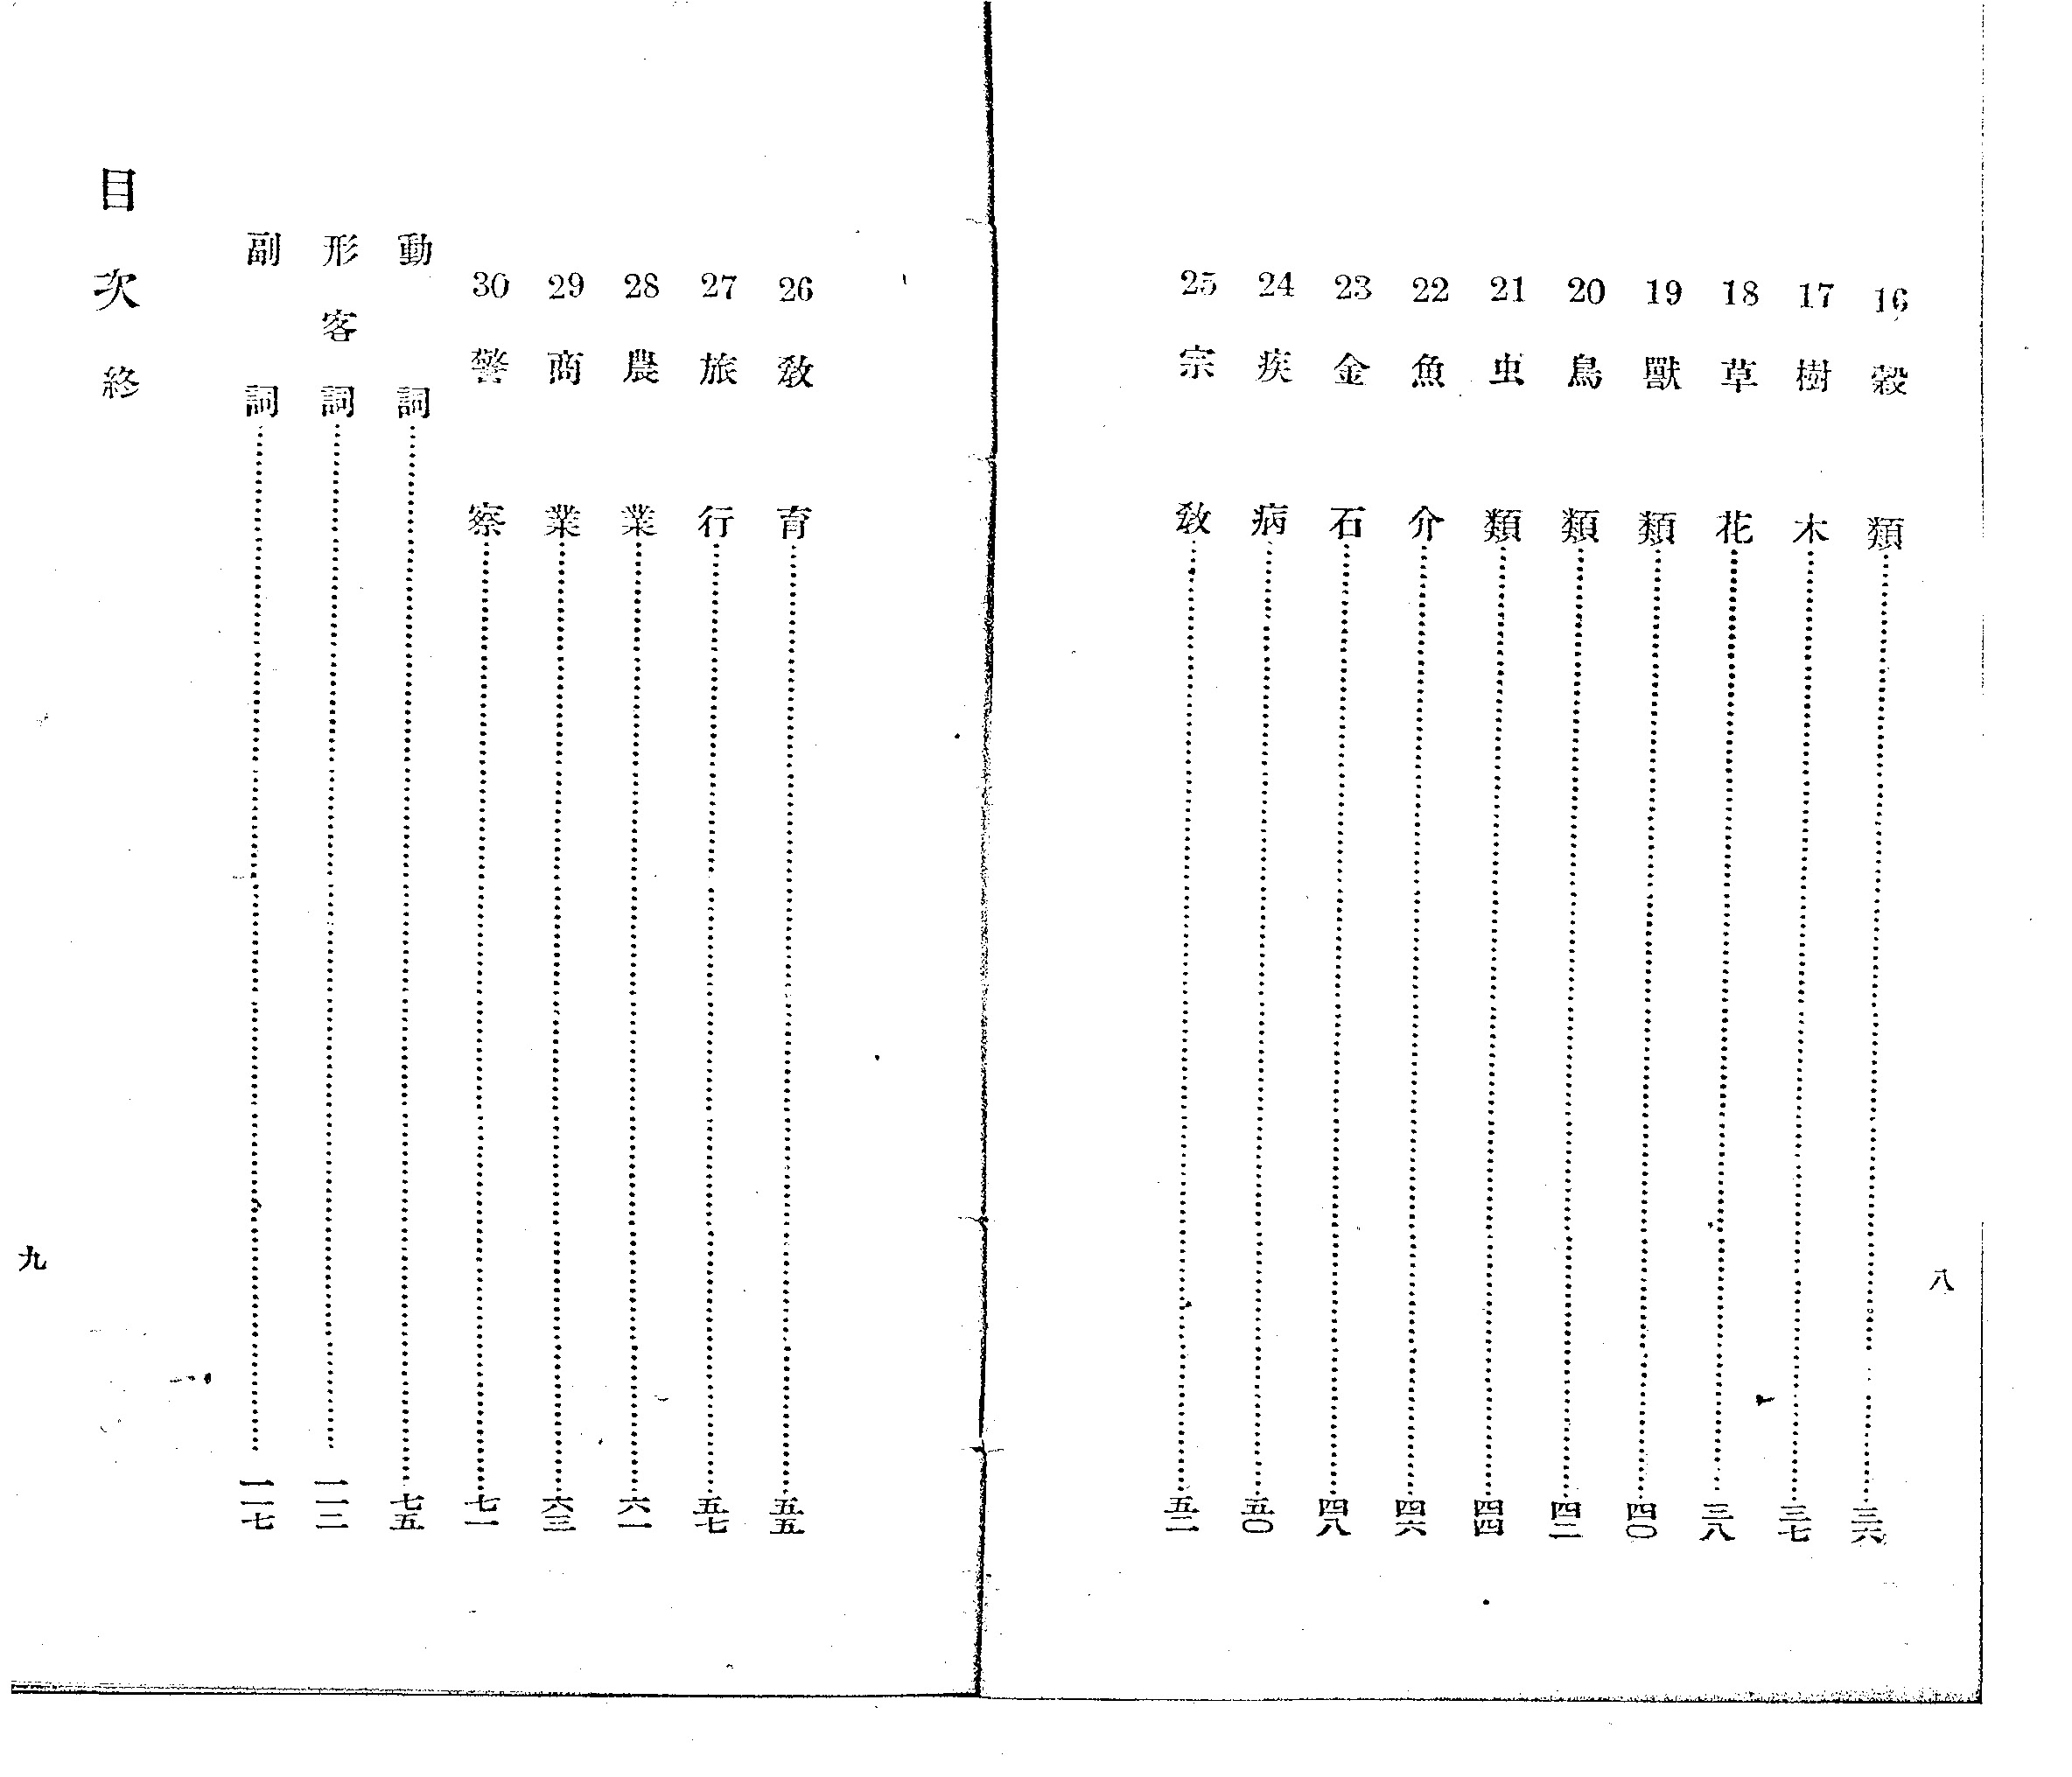 八
16 穀類……三六
17 樹木……三七
18 草花……三八
19 獸類……四〇
20 鳥類……四二
21 虫類……四四
22 魚介……四六
23 金石……四八
24 疾病……五〇
25 宗敎……五二
26 敎育……五五
27 旅行……五七
28 農業……六一
29 商業……六三
30 警察……七一
動詞……七五
形客詞……一一二
副詞……一一七
目次終
九